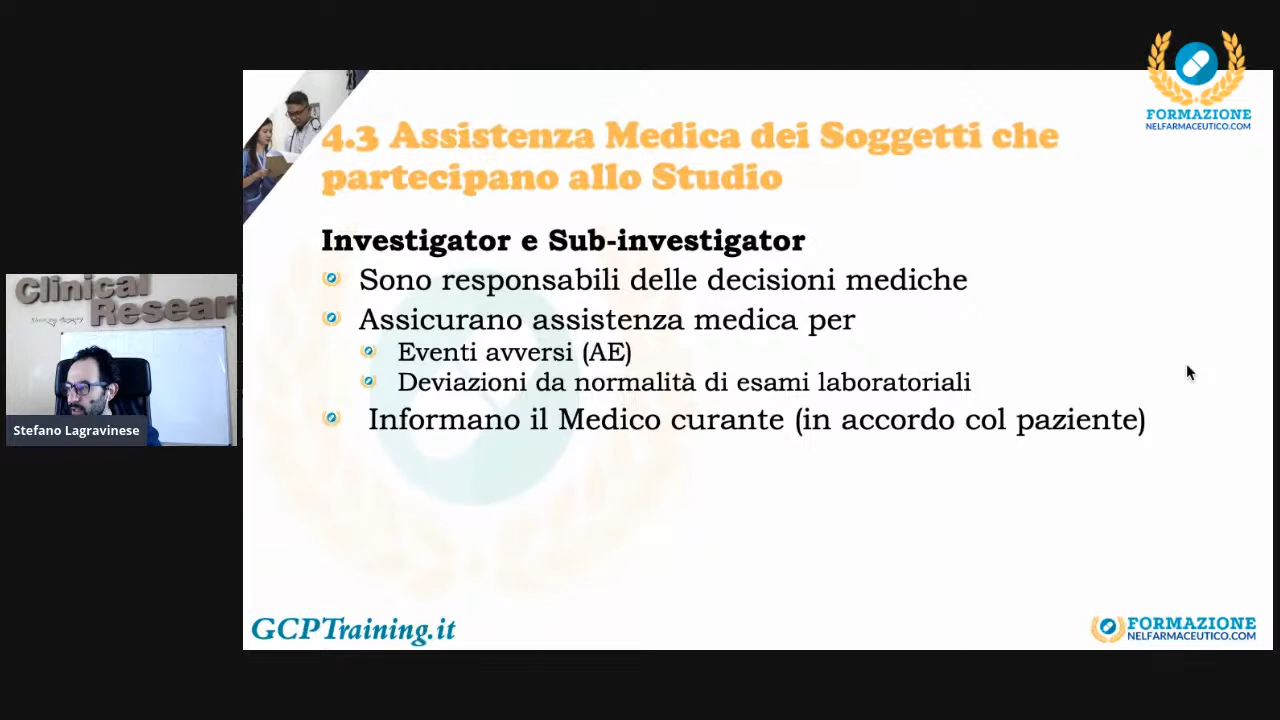 FORMAZIONE
NELFARMACEUTICO.COM
4.3 Assistenza Medica dei Soggetti che
partecipano allo Studio
Investigator e Sub-investigator
Sono responsabili delle decisioni mediche
Assicurano assistenza medica per
Eventi avversi (AE)
Deviazioni da normalità di esami laboratoriali
Informano il Medico curante (in accordo col paziente)
Clinical
Resear
Stefano Lagravinese
GCPTraining.it
FORMAZIONE
NELFARMACEUTICO.COM